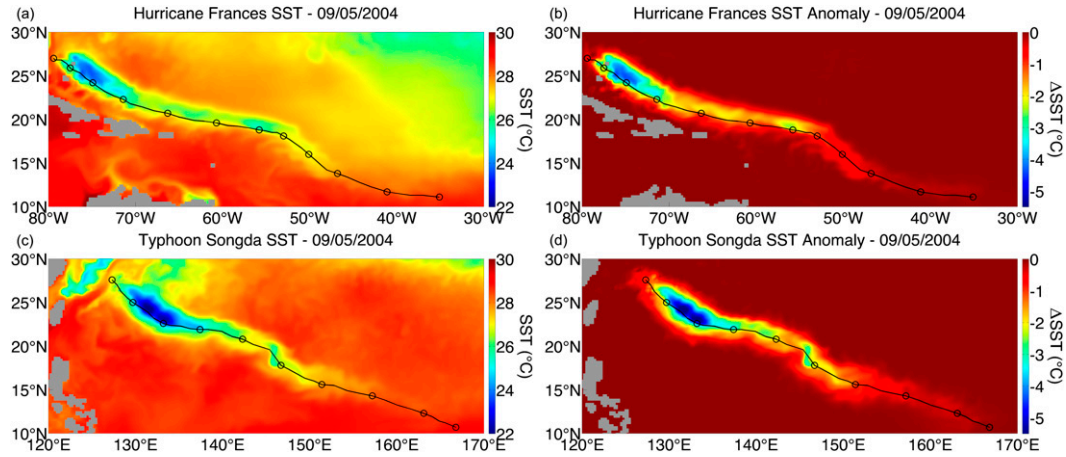 (a) Hurricane Frances SST - 09/05/2004
30°N
25°N
20°N
15°N
10°N
80°W 70°W 60°W 50°W 40°W 30°W
30
28
26
24
22
SST (°C)
(b) Hurricane Frances SST Anomaly - 09/05/2004
30°N
25°N
20°N
15°N
10°N
80°W 70°W 60°W 50°W 40°W 30°W
0
-1
-2
-3
-4
-5
ΔSST (°C)
(c) Typhoon Songda SST - 09/05/2004
30°N
25°N
20°N
15°N
10°N
120°E 130°E 140°E 150°E 160°E 170°E
30
28
26
24
22
SST (°C)
(d) Typhoon Songda SST Anomaly - 09/05/2004
30°N
25°N
20°N
15°N
10°N
120°E 130°E 140°E 150°E 160°E 170°E
0
-1
-2
-3
-4
-5
ΔSST (°C)